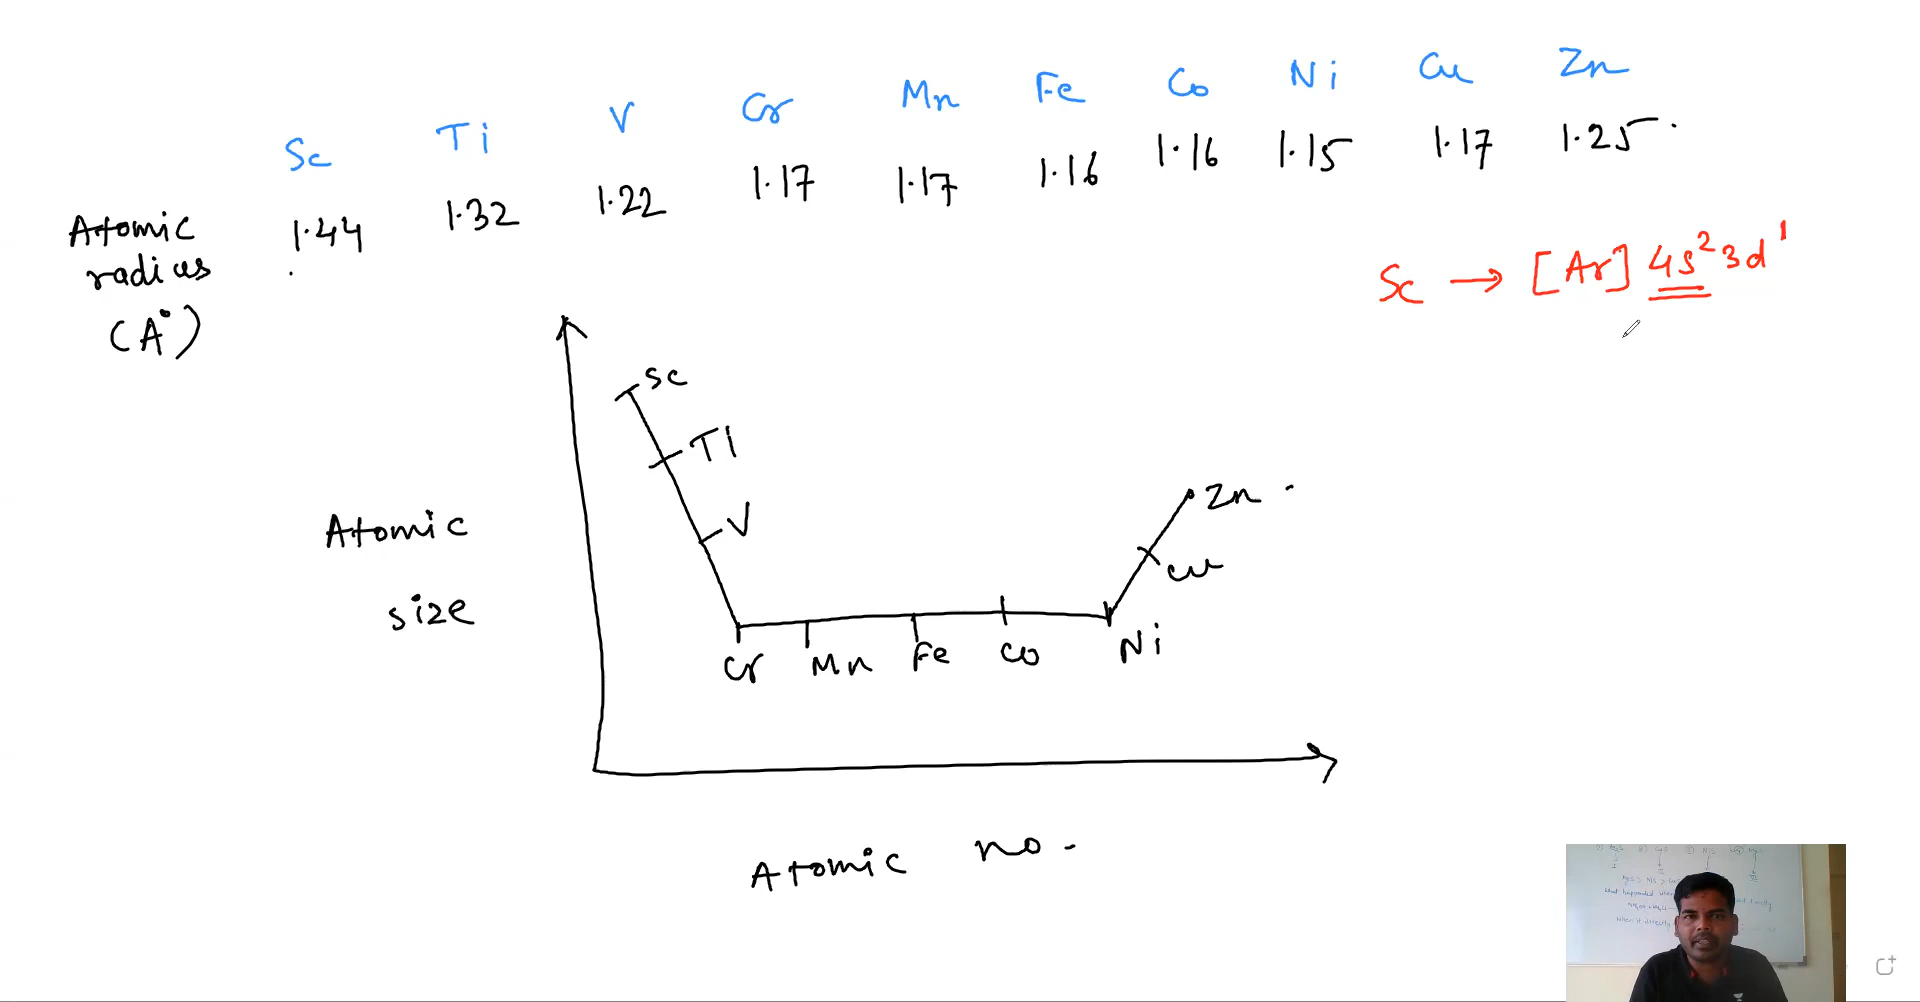 Sc Ti V Cr Mn Fe Co Ni Cu Zn
Atomic radius (A°) 1.44 1.32 1.22 1.17 1.17 1.16 1.16 1.15 1.17 1.25
Sc → [Ar] 4s² 3d¹
Sc
Ti
V
Zn
Cu
Cr Mn Fe Co Ni
Atomic
size
Atomic no.